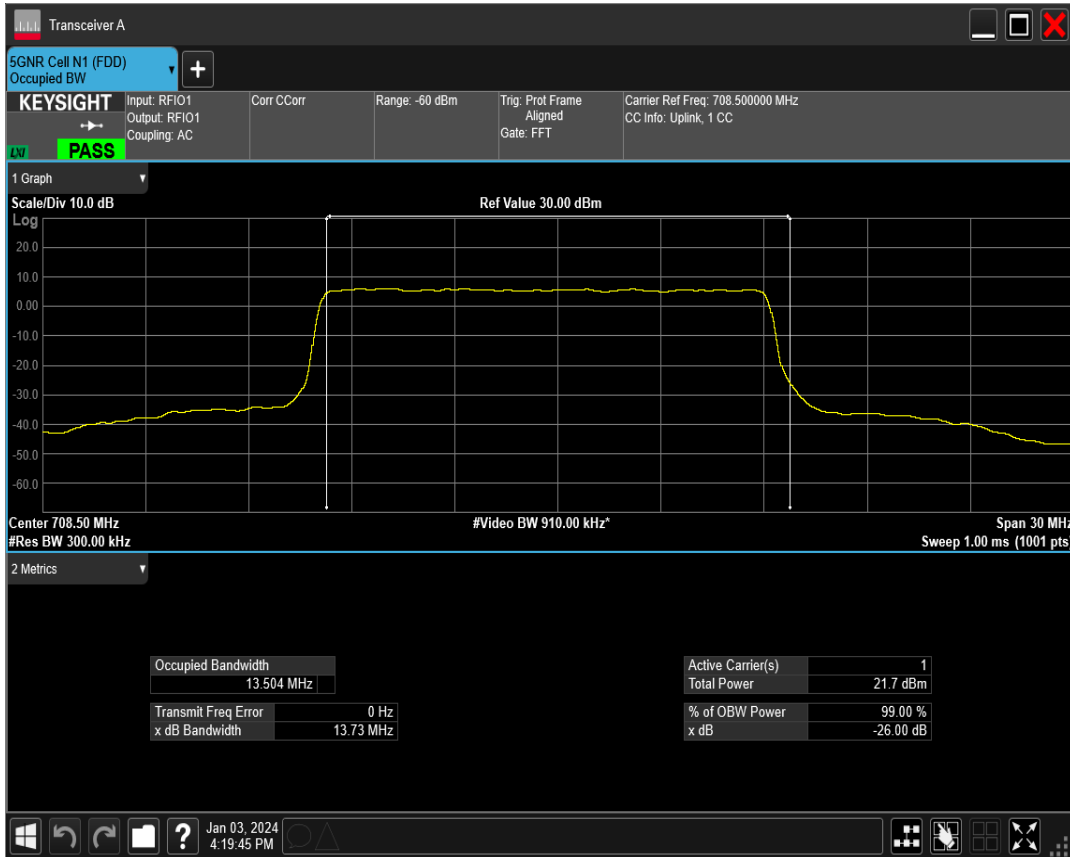 Transceiver A
5GNR Cell N1 (FDD)
Occupied BW
+
KEYSIGHT
LXI
PASS
Input: RFIO1
Output: RFIO1
Coupling: AC
Corr CCorr
Range: -60 dBm
Trig: Prot Frame
Aligned
Gate: FFT
Carrier Ref Freq: 708.500000 MHz
CC Info: Uplink, 1 CC
1 Graph
Scale/Div 10.0 dB
Ref Value 30.00 dBm
Log
20.0
10.0
0.00
-10.0
-20.0
-30.0
-40.0
-50.0
-60.0
Center 708.50 MHz
#Video BW 910.00 kHz*
Span 30 MHz
#Res BW 300.00 kHz
Sweep 1.00 ms (1001 pts)
2 Metrics
Occupied Bandwidth
13.504 MHz
Transmit Freq Error 0 Hz
x dB Bandwidth 13.73 MHz
Active Carrier(s) 1
Total Power 21.7 dBm
% of OBW Power 99.00 %
x dB -26.00 dB
?
Jan 03, 2024
4:19:45 PM